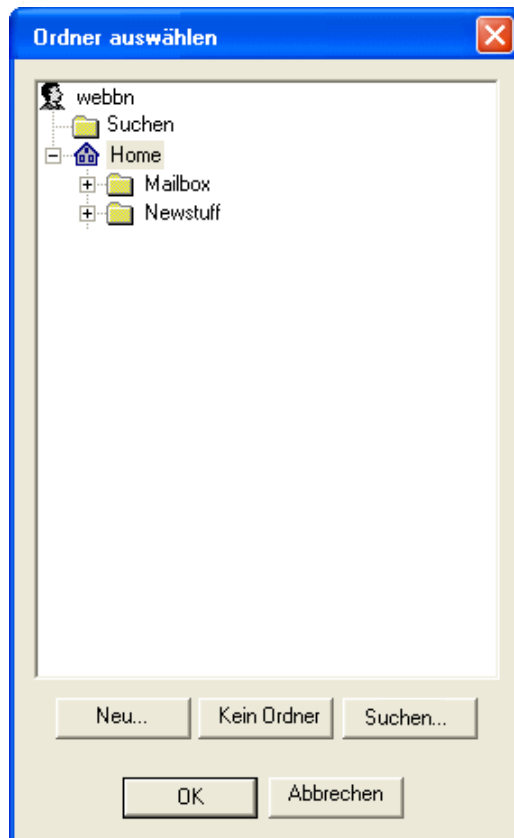 Ordner auswählen
webbn
Suchen
Home
Mailbox
Newstuff
Neu... Kein Ordner Suchen...
OK Abbrechen